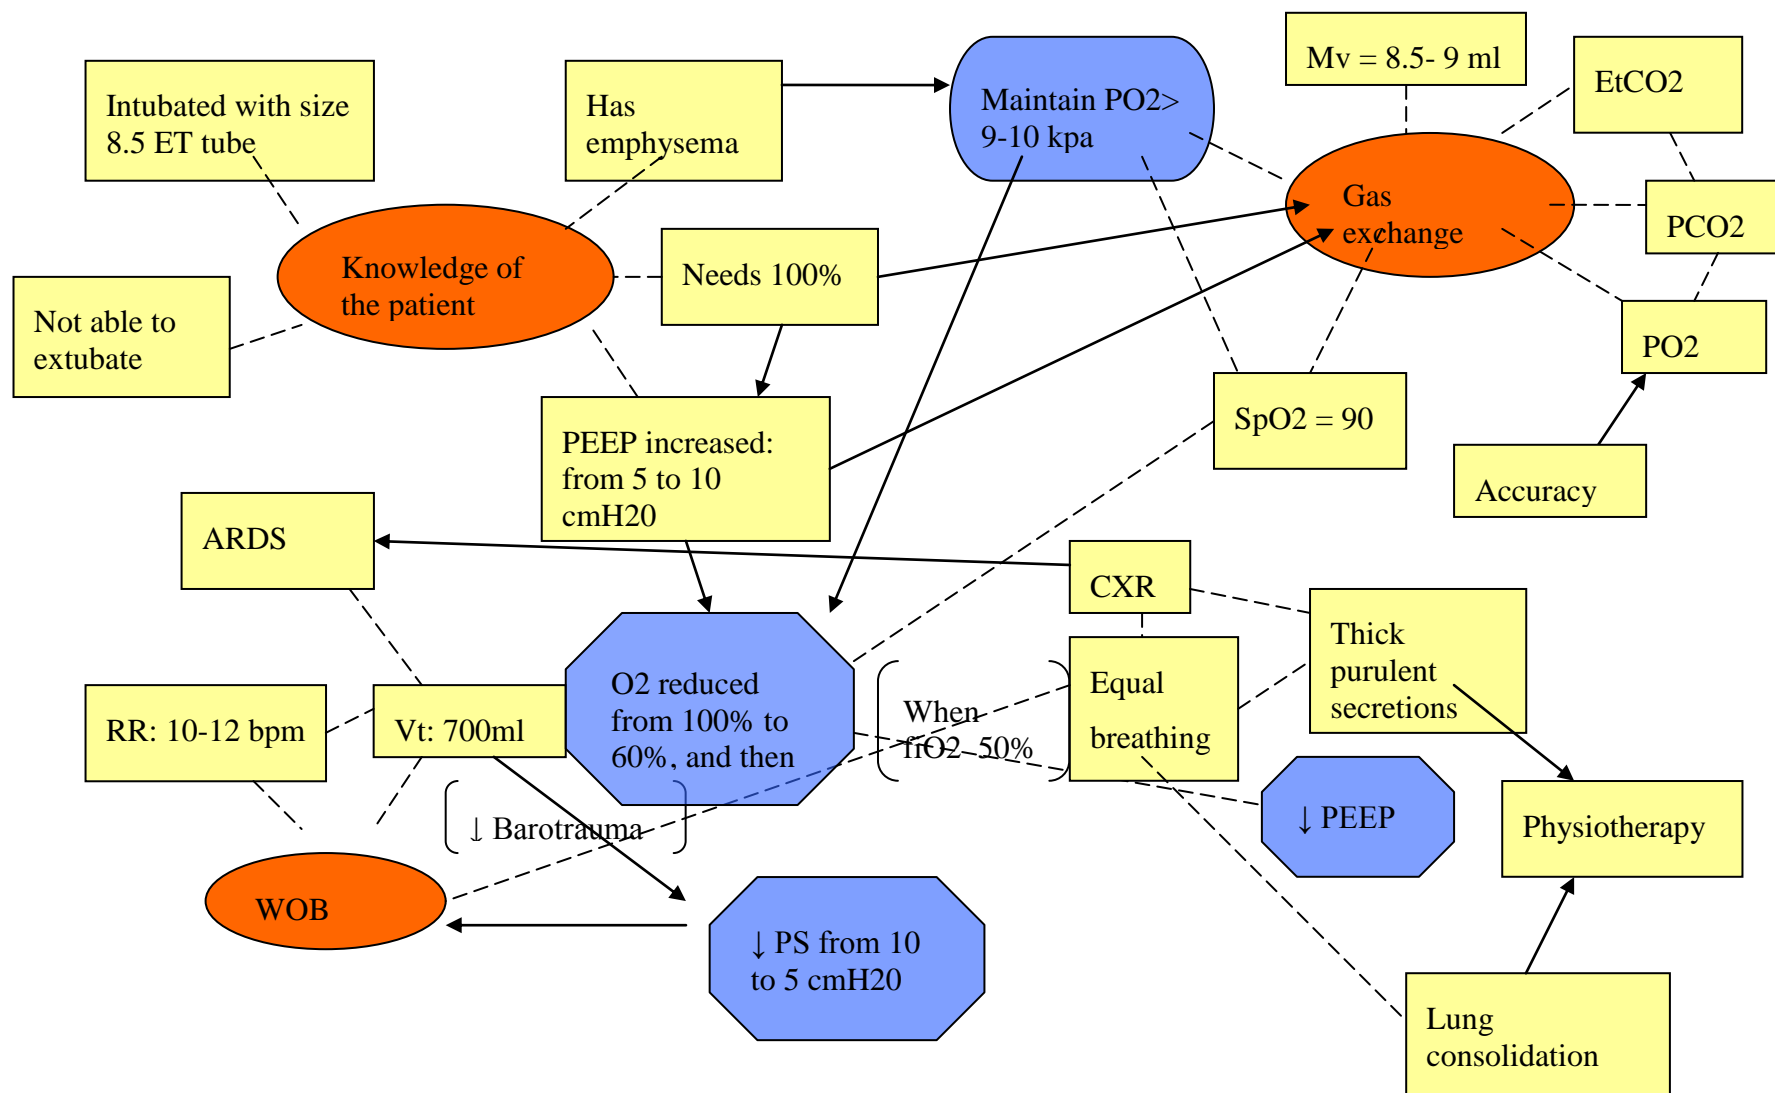 Mv = 8.5- 9 ml
EtCO2
Intubated with size
8.5 ET tube
Has
emphysema
Maintain PO2>
9-10 kpa
Gas
exchange
PCO2
Knowledge of
the patient
Needs 100%
Not able to
extubate
PO2
PEEP increased:
from 5 to 10
cmH20
SpO2 = 90
Accuracy
ARDS
CXR
Thick
purulent
secretions
Equal
breathing
O2 reduced
from 100% to
60%, and then
When
fiO2 50%
RR: 10-12 bpm
Vt: 700ml
↓ PEEP
Physiotherapy
↓ Barotrauma
WOB
↓ PS from 10
to 5 cmH20
Lung
consolidation